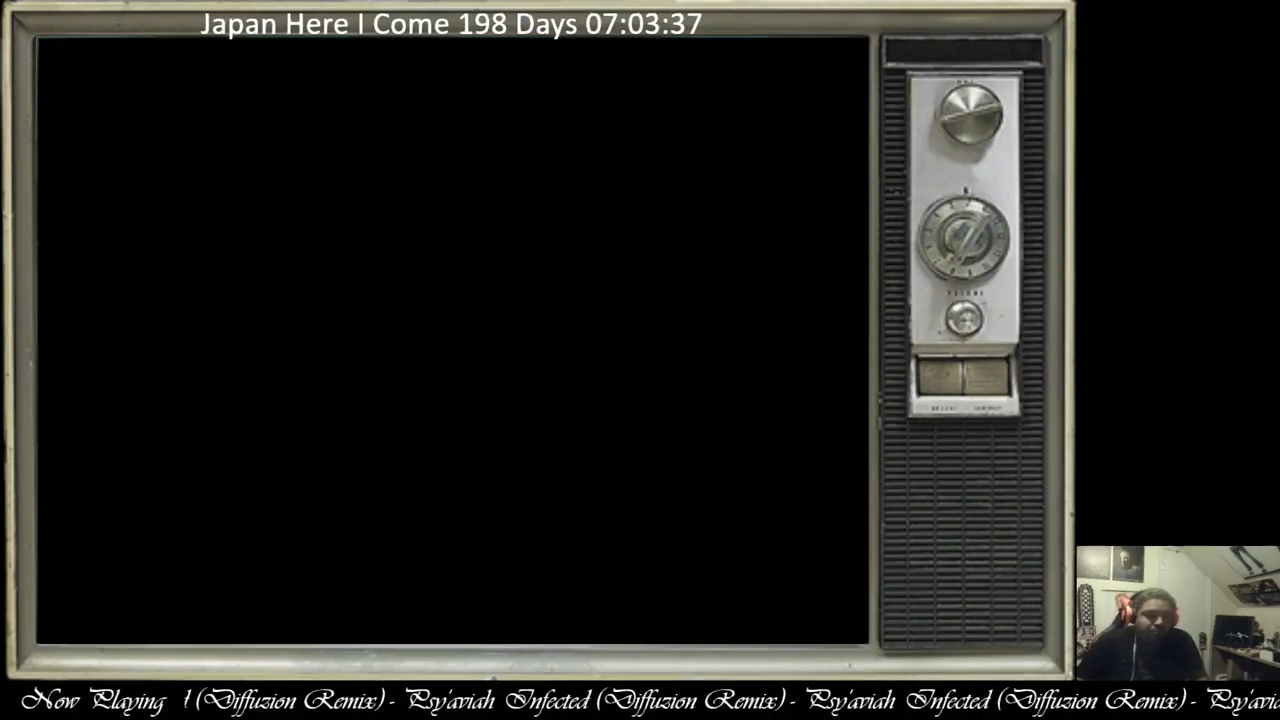 Japan Here I Come 198 Days 07:03:37
VOLUME
Now Playing ! (Diffuzion Remix) - Psy'aviah Infected (Diffuzion Remix) - Psy'aviah Infected (Diffuzion Remix) - Psy'avia